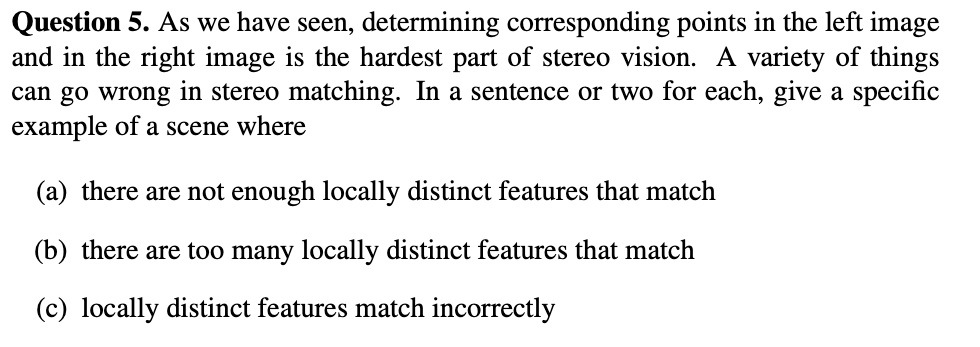 Question 5. As we have seen, determining corresponding points in the left image
and in the right image is the hardest part of stereo vision. A variety of things
can go wrong in stereo matching. In a sentence or two for each, give a specific
example of a scene where
(a) there are not enough locally distinct features that match
(b) there are too many locally distinct features that match
(c) locally distinct features match incorrectly